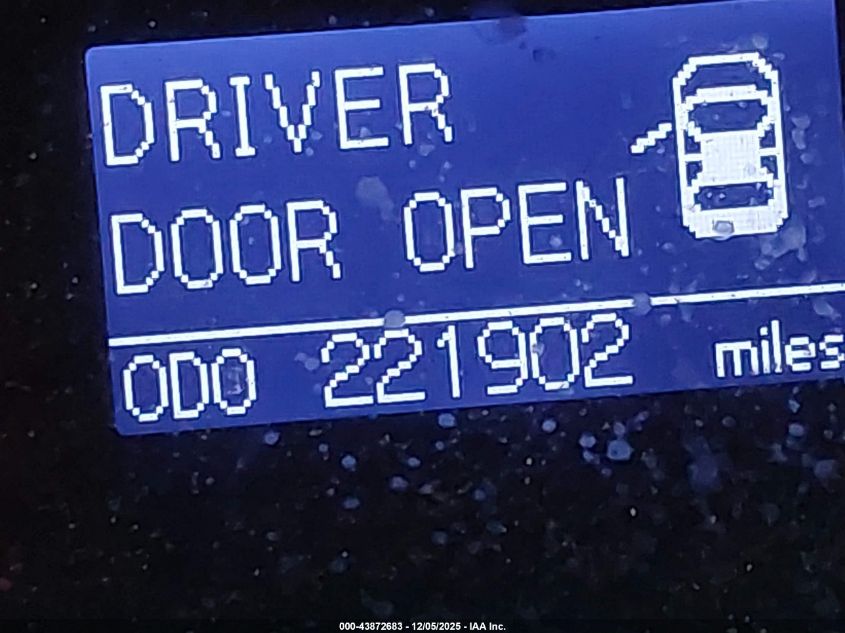 DRIVER
DOOR OPEN
ODO 221902 miles
000-43872683 - 12/05/2025 - IAA Inc.